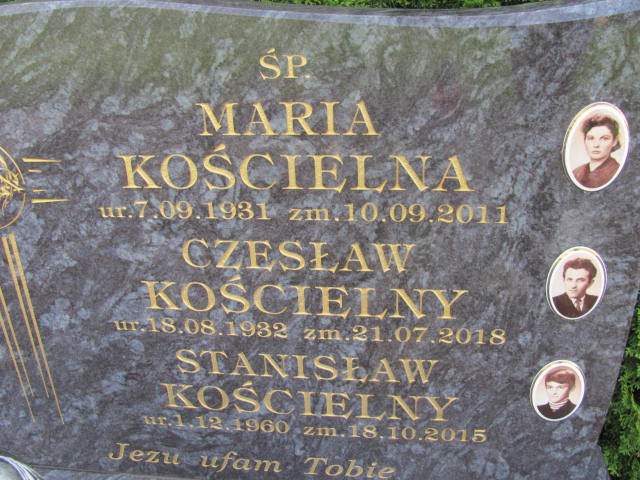 ŚP.
MARIA
KOŚCIELNA
ur.7.09.1931 zm.10.09.2011
CZESŁAW
KOŚCIELNY
ur.18.08.1932 zm.21.07.2018
STANISŁAW
KOŚCIELNY
ur.1.12.1960 zm.18.10.2015
Jezu ufam Tobie